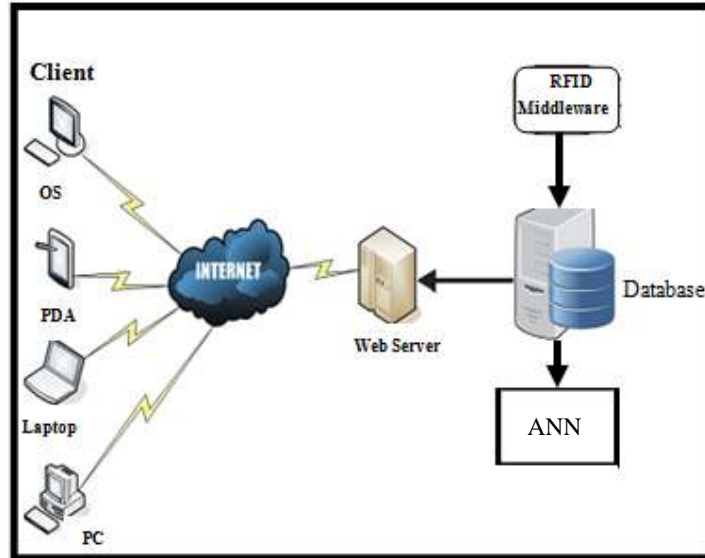 Client
OS
PDA
Laptop
PC
INTERNET
Web Server
RFID
Middleware
Database
ANN